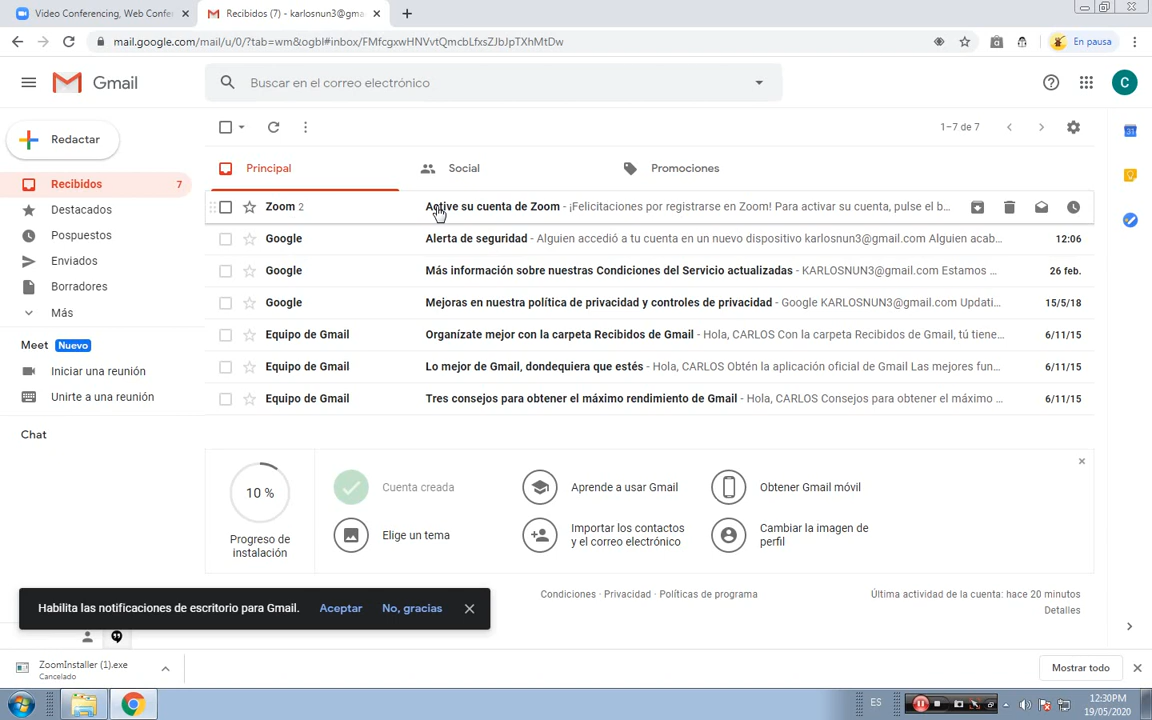 Video Conferencing, Web Confe
Recibidos (7) - karlosnun3@gma
mail.google.com/mail/u/0/?tab=wm&ogbl#inbox/FMfcgxwHNVvtQmcbLfxsZJbJpTXhMtDw
En pausa
Gmail
Buscar en el correo electrónico
C
Redactar
1–7 de 7
Principal
Social
Promociones
Recibidos 7
Destacados
Pospuestos
Enviados
Borradores
Más
Zoom 2 Active su cuenta de Zoom - ¡Felicitaciones por registrarse en Zoom! Para activar su cuenta, pulse el b...
Google Alerta de seguridad - Alguien accedió a tu cuenta en un nuevo dispositivo karlosnun3@gmail.com Alguien acab... 12:06
Google Más información sobre nuestras Condiciones del Servicio actualizadas - KARLOSNUN3@gmail.com Estamos ... 26 feb.
Google Mejoras en nuestra política de privacidad y controles de privacidad - Google KARLOSNUN3@gmail.com Updati... 15/5/18
Equipo de Gmail Organízate mejor con la carpeta Recibidos de Gmail - Hola, CARLOS Con la carpeta Recibidos de Gmail, tú tiene... 6/11/15
Equipo de Gmail Lo mejor de Gmail, dondequiera que estés - Hola, CARLOS Obtén la aplicación oficial de Gmail Las mejores fun... 6/11/15
Equipo de Gmail Tres consejos para obtener el máximo rendimiento de Gmail - Hola, CARLOS Consejos para obtener el máximo ... 6/11/15
Meet Nuevo
Iniciar una reunión
Unirte a una reunión
Chat
10 %
Progreso de
instalación
Cuenta creada
Aprende a usar Gmail
Obtener Gmail móvil
Elige un tema
Importar los contactos
y el correo electrónico
Cambiar la imagen de
perfil
Habilita las notificaciones de escritorio para Gmail. Aceptar No, gracias
Condiciones · Privacidad · Políticas de programa
Última actividad de la cuenta: hace 20 minutos
Detalles
ZoomInstaller (1).exe
Cancelado
Mostrar todo
ES
12:30PM
19/05/2020